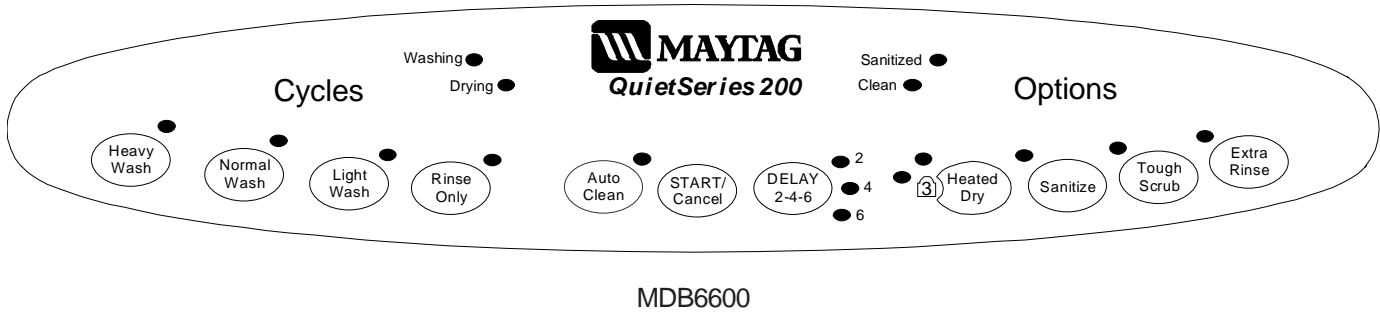 MAYTAG
QuietSeries 200
Washing
Drying
Sanitized
Clean
Cycles
Options
Heavy
Wash
Normal
Wash
Light
Wash
Rinse
Only
Auto
Clean
START/
Cancel
DELAY
2-4-6
2
4
6
3
Heated
Dry
Sanitize
Tough
Scrub
Extra
Rinse
MDB6600